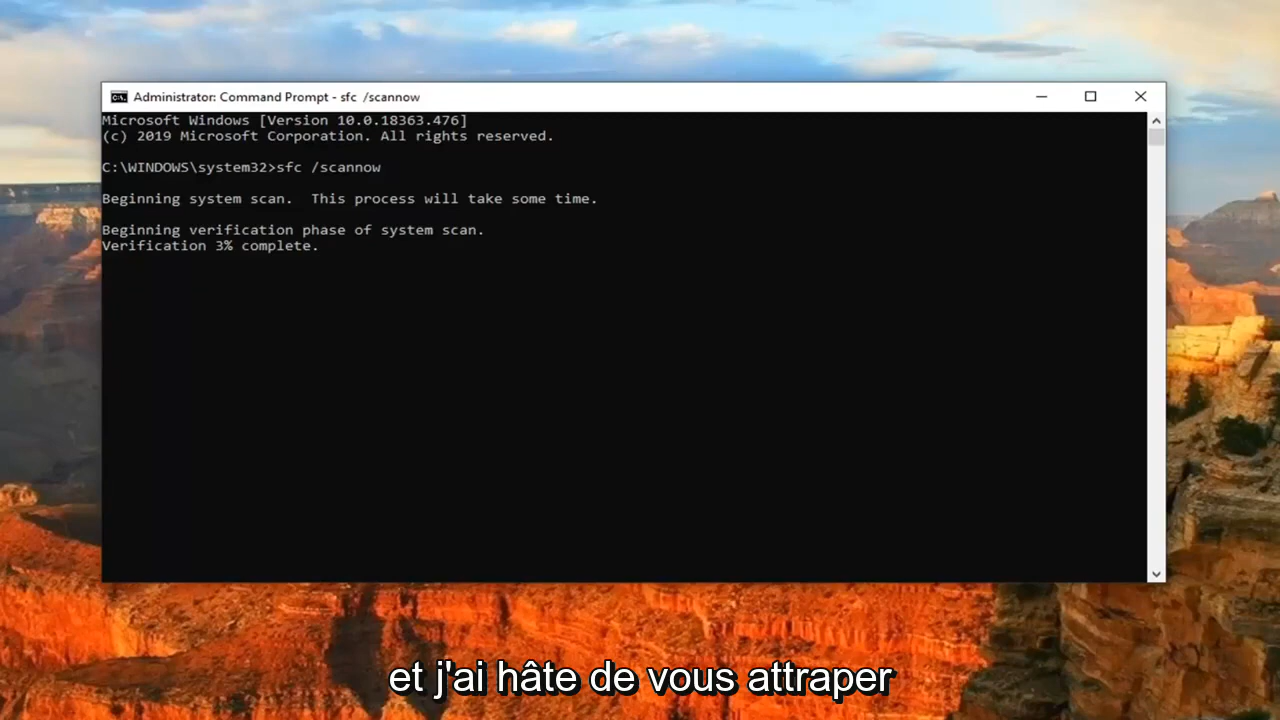 Administrator: Command Prompt - sfc  /scannow
Microsoft Windows [Version 10.0.18363.476]
(c) 2019 Microsoft Corporation. All rights reserved.
C:\WINDOWS\system32>sfc /scannow
Beginning system scan.  This process will take some time.
Beginning verification phase of system scan.
Verification 3% complete.
et j'ai hâte de vous attraper